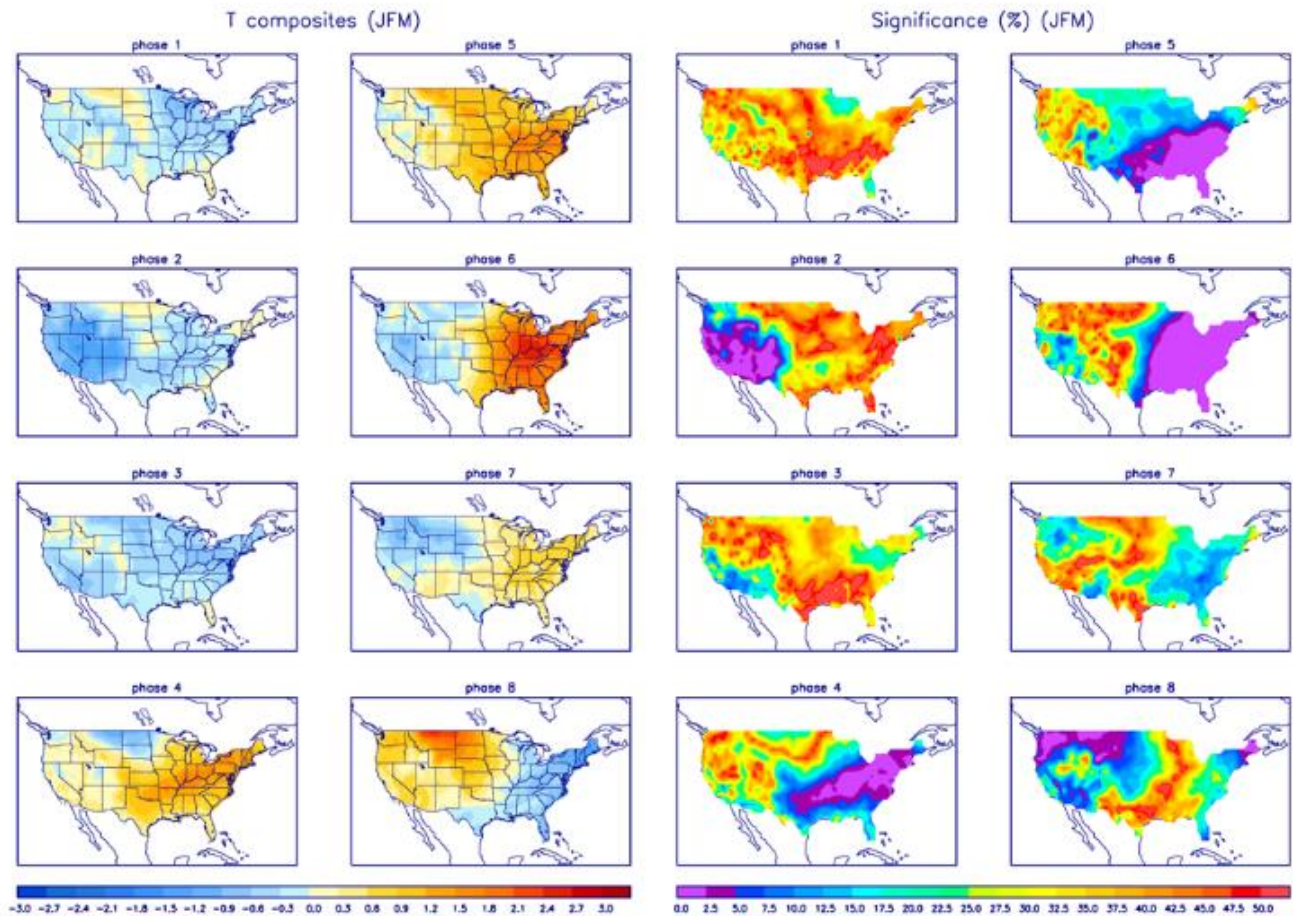 T composites (JFM) Significance (%) (JFM)
phase 1 phase 5 phase 1 phase 5
phase 2 phase 6 phase 2 phase 6
phase 3 phase 7 phase 3 phase 7
phase 4 phase 8 phase 4 phase 8
-3.0 -2.7 -2.4 -2.1 -1.8 -1.5 -1.2 -0.9 -0.6 -0.3 0.0 0.3 0.6 0.9 1.2 1.5 1.8 2.1 2.4 2.7 3.0 0.0 2.5 5.0 7.5 10.0 12.5 15.0 17.5 20.0 22.5 25.0 27.5 30.0 32.5 35.0 37.5 40.0 42.5 45.0 47.5 50.0